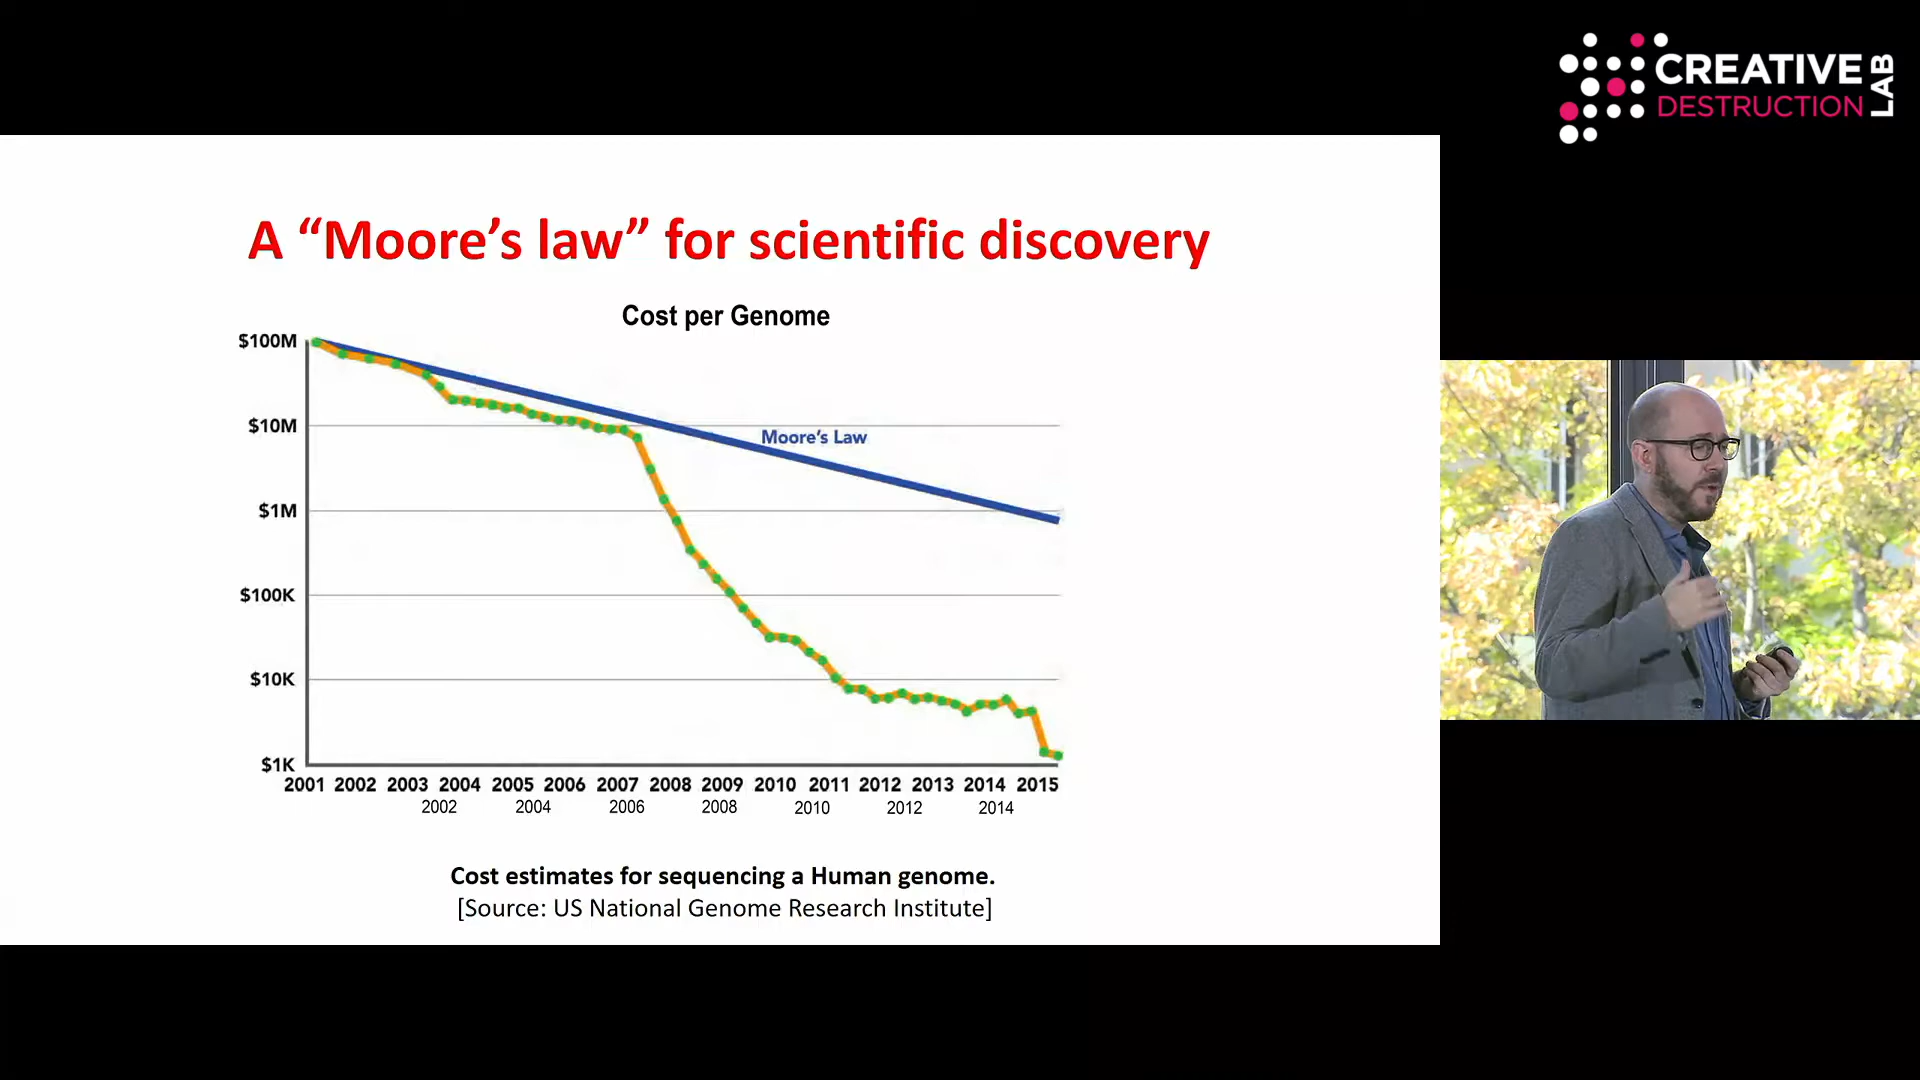 CREATIVE
DESTRUCTION
LAB
A “Moore’s law” for scientific discovery
Cost per Genome
$100M
$10M
Moore’s Law
$1M
$100K
$10K
$1K
2001 2002 2003 2004 2005 2006 2007 2008 2009 2010 2011 2012 2013 2014 2015
2002 2004 2006 2008 2010 2012 2014
Cost estimates for sequencing a Human genome.
[Source: US National Genome Research Institute]